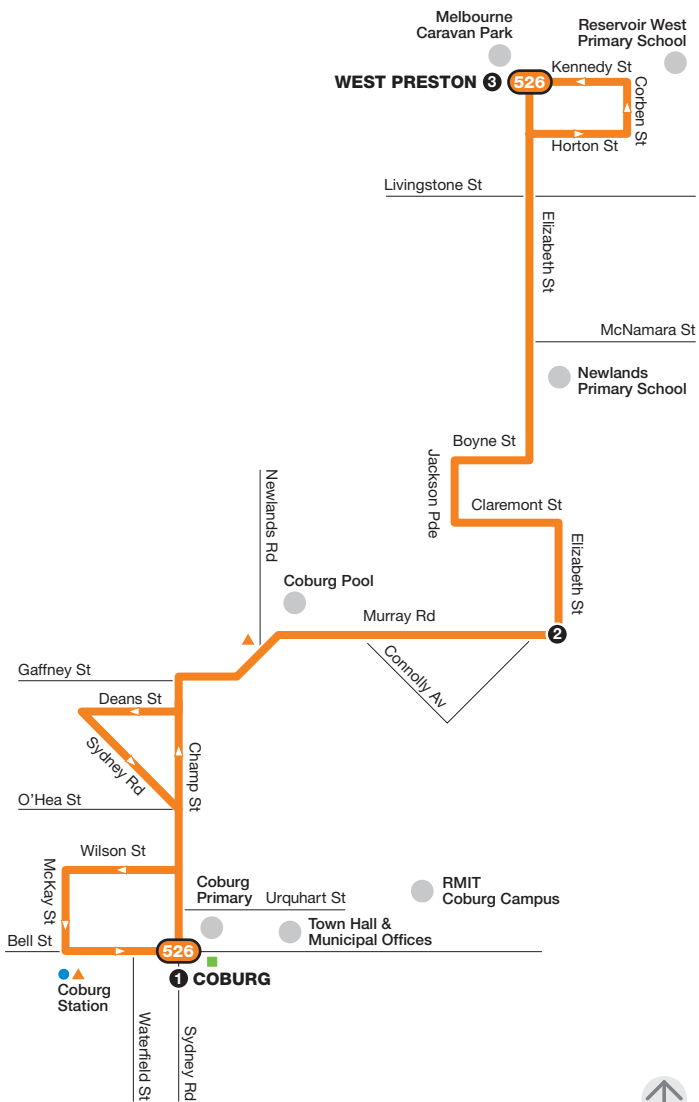 Melbourne
Caravan Park
Reservoir West
Primary School
Kennedy St
WEST PRESTON 3 526
Corben St
Horton St
Livingstone St
Elizabeth St
McNamara St
Newlands
Primary School
Boyne St
Jackson Pde
Claremont St
Newlands Rd
Elizabeth St
Coburg Pool
Murray Rd
2
Connolly Av
Gaffney St
Deans St
Sydney Rd
Champ St
O'Hea St
Wilson St
McKay St
Coburg
Primary
Urquhart St
RMIT
Coburg Campus
Town Hall &
Municipal Offices
Bell St
526
1 COBURG
Coburg
Station
Waterfield St
Sydney Rd